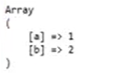 Array
(
    [a] => 1
    [b] => 2
)